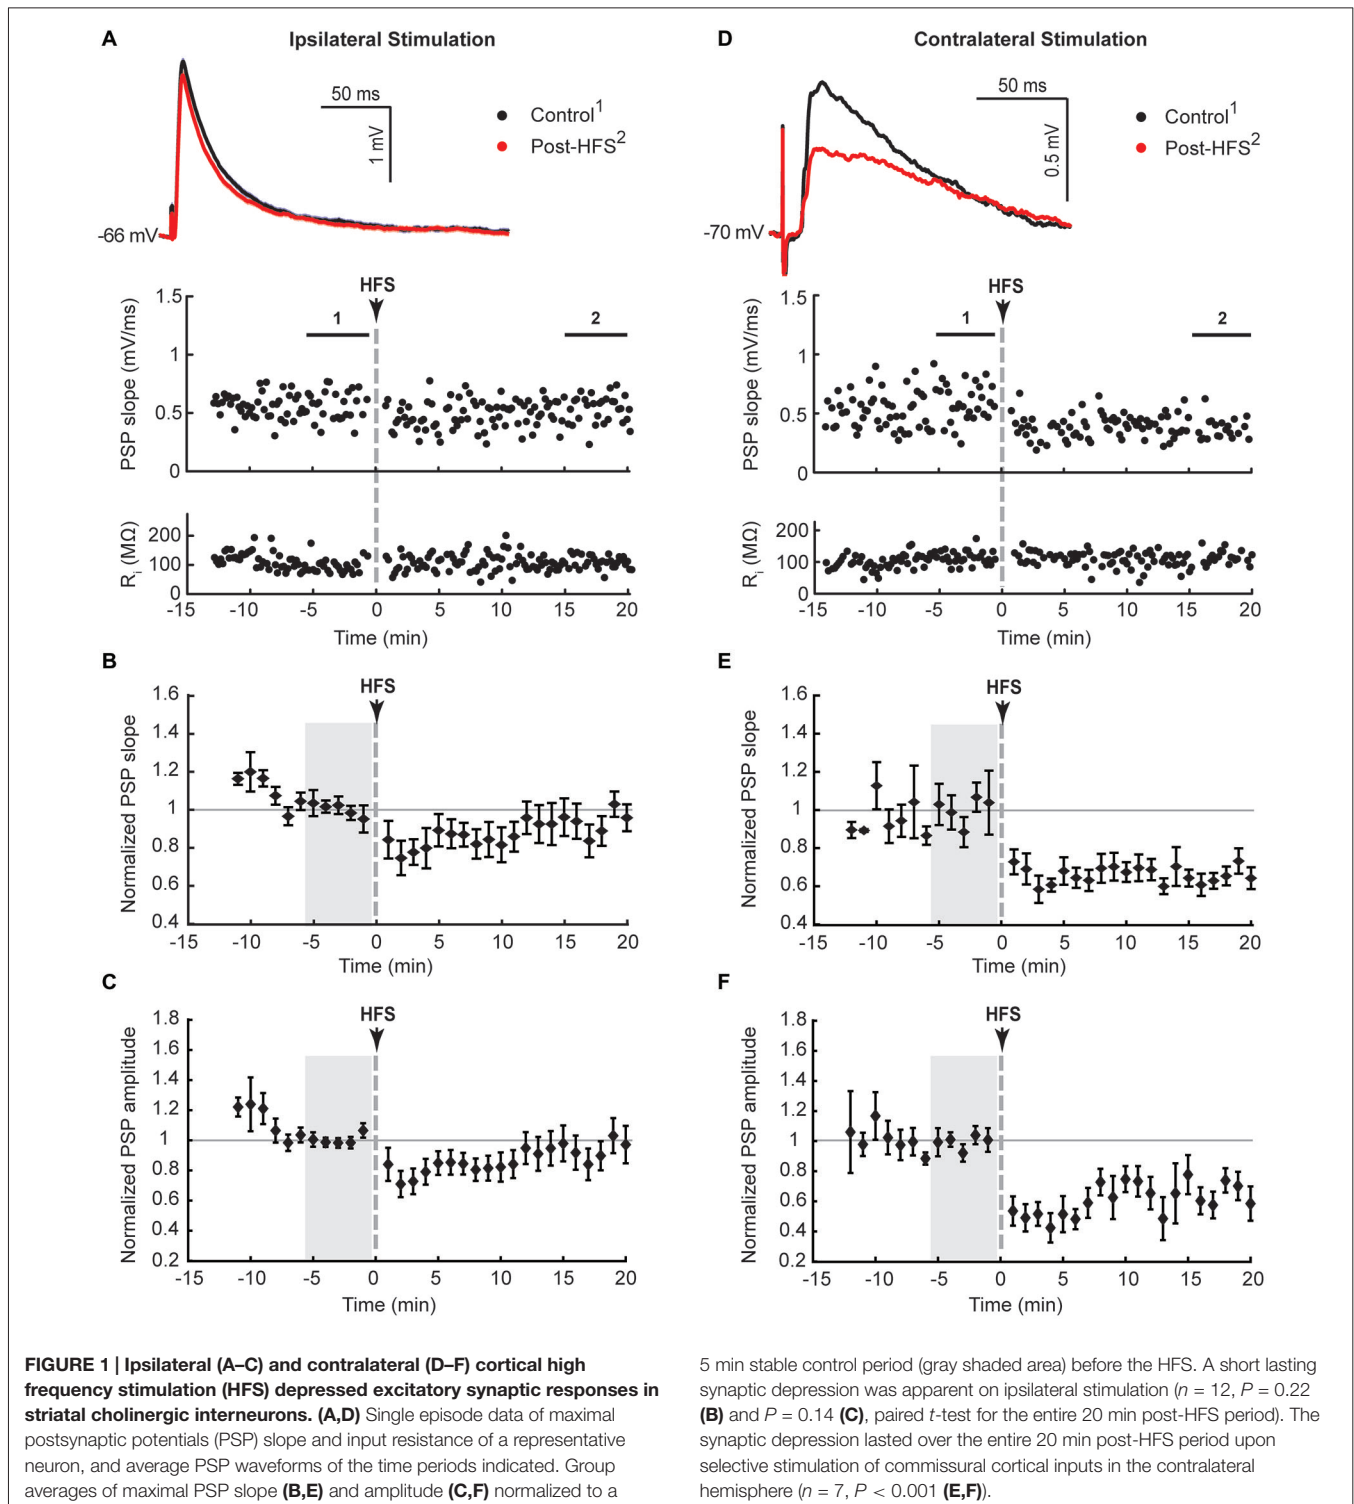 A
Ipsilateral Stimulation
50 ms
1 mV
Control1
Post-HFS2
-66 mV
HFS
1
2
PSP slope (mV/ms)
1.5
1
0.5
0
Ri (MΩ)
200
100
0
-15 -10 -5 0 5 10 15 20
Time (min)
B
HFS
Normalized PSP slope
1.6
1.4
1.2
1
0.8
0.6
0.4
-15 -10 -5 0 5 10 15 20
Time (min)
C
HFS
Normalized PSP amplitude
1.8
1.6
1.4
1.2
1
0.8
0.6
0.4
0.2
-15 -10 -5 0 5 10 15 20
Time (min)
D
Contralateral Stimulation
50 ms
0.5 mV
Control1
Post-HFS2
-70 mV
HFS
1
2
PSP slope (mV/ms)
1.5
1
0.5
0
Ri (MΩ)
200
100
0
-15 -10 -5 0 5 10 15 20
Time (min)
E
HFS
Normalized PSP slope
1.6
1.4
1.2
1
0.8
0.6
0.4
-15 -10 -5 0 5 10 15 20
Time (min)
F
HFS
Normalized PSP amplitude
1.8
1.6
1.4
1.2
1
0.8
0.6
0.4
0.2
-15 -10 -5 0 5 10 15 20
Time (min)
FIGURE 1 | Ipsilateral (A–C) and contralateral (D–F) cortical high
frequency stimulation (HFS) depressed excitatory synaptic responses in
striatal cholinergic interneurons. (A,D) Single episode data of maximal
postsynaptic potentials (PSP) slope and input resistance of a representative
neuron, and average PSP waveforms of the time periods indicated. Group
averages of maximal PSP slope (B,E) and amplitude (C,F) normalized to a
5 min stable control period (gray shaded area) before the HFS. A short lasting
synaptic depression was apparent on ipsilateral stimulation (n = 12, P = 0.22
(B) and P = 0.14 (C), paired t-test for the entire 20 min post-HFS period). The
synaptic depression lasted over the entire 20 min post-HFS period upon
selective stimulation of commissural cortical inputs in the contralateral
hemisphere (n = 7, P < 0.001 (E,F)).